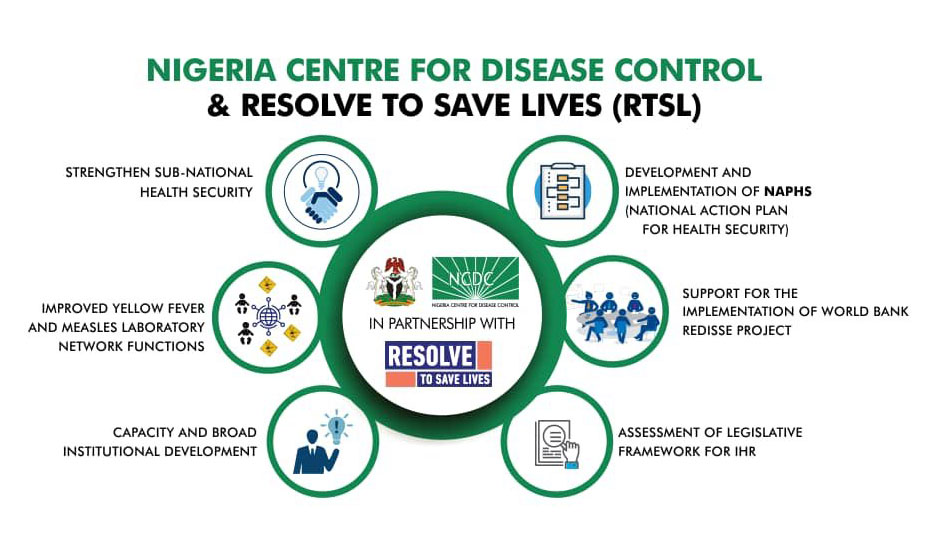 NIGERIA CENTRE FOR DISEASE CONTROL
& RESOLVE TO SAVE LIVES (RTSL)
STRENGTHEN SUB-NATIONAL
HEALTH SECURITY
DEVELOPMENT AND
IMPLEMENTATION OF NAPHS
(NATIONAL ACTION PLAN
FOR HEALTH SECURITY)
IMPROVED YELLOW FEVER
AND MEASLES LABORATORY
NETWORK FUNCTIONS
NCDC
NIGERIA CENTRE FOR DISEASE CONTROL
IN PARTNERSHIP WITH
RESOLVE
TO SAVE LIVES
SUPPORT FOR THE
IMPLEMENTATION OF WORLD BANK
REDISSE PROJECT
CAPACITY AND BROAD
INSTITUTIONAL DEVELOPMENT
ASSESSMENT OF LEGISLATIVE
FRAMEWORK FOR IHR